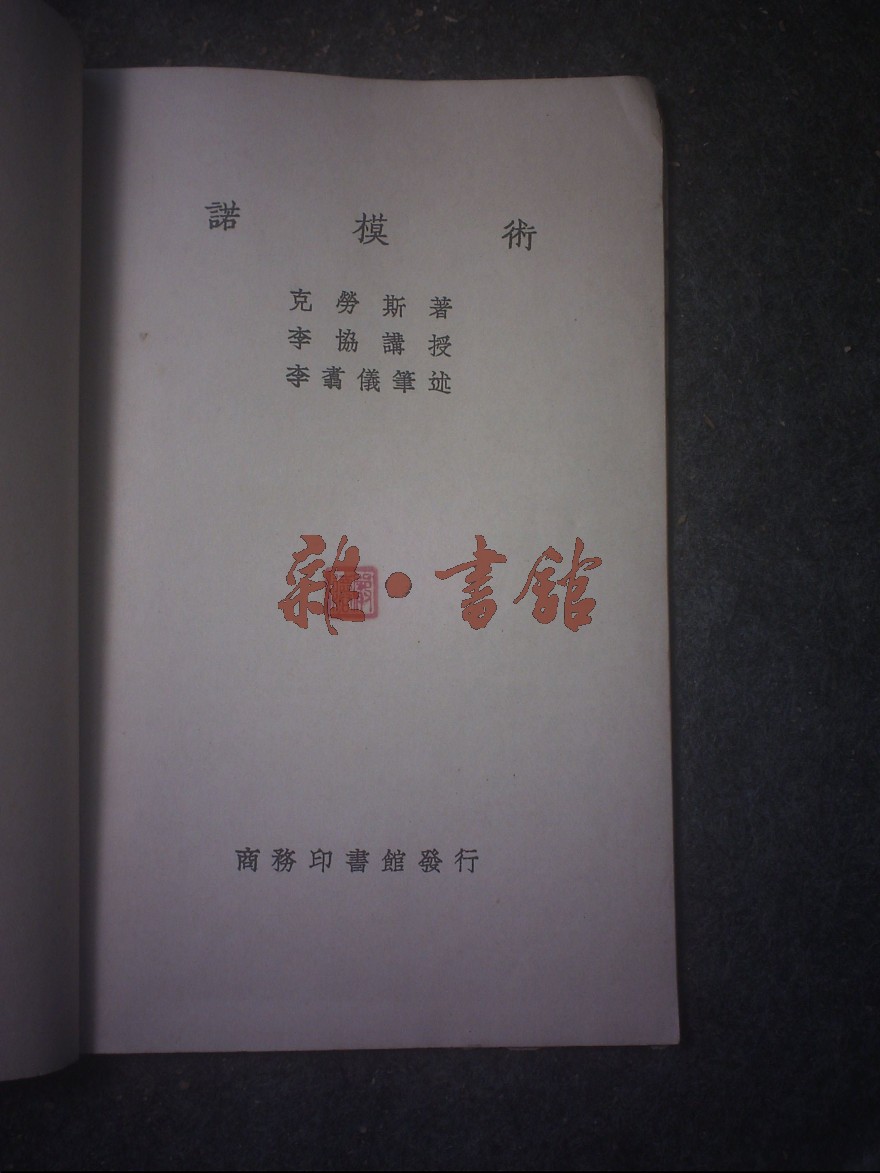 諾模術
克勞斯著
李協講授
李翥儀筆述
雜·書館
商務印書館發行